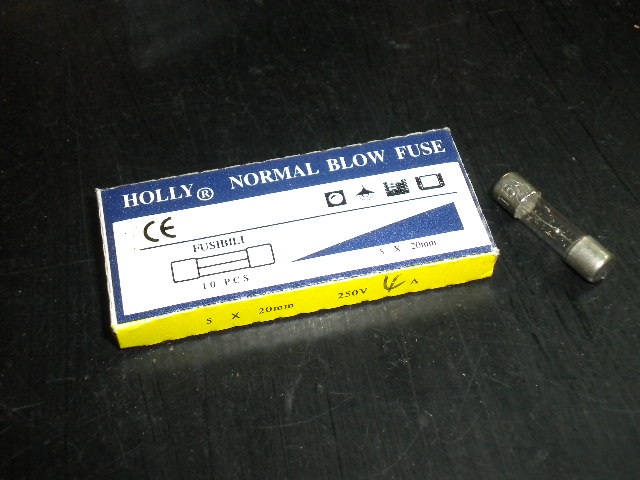 HOLLY® NORMAL BLOW FUSE
CE
FUSIBILI
10 PCS
5 X 20mm
5 X 20mm 250V 4 A